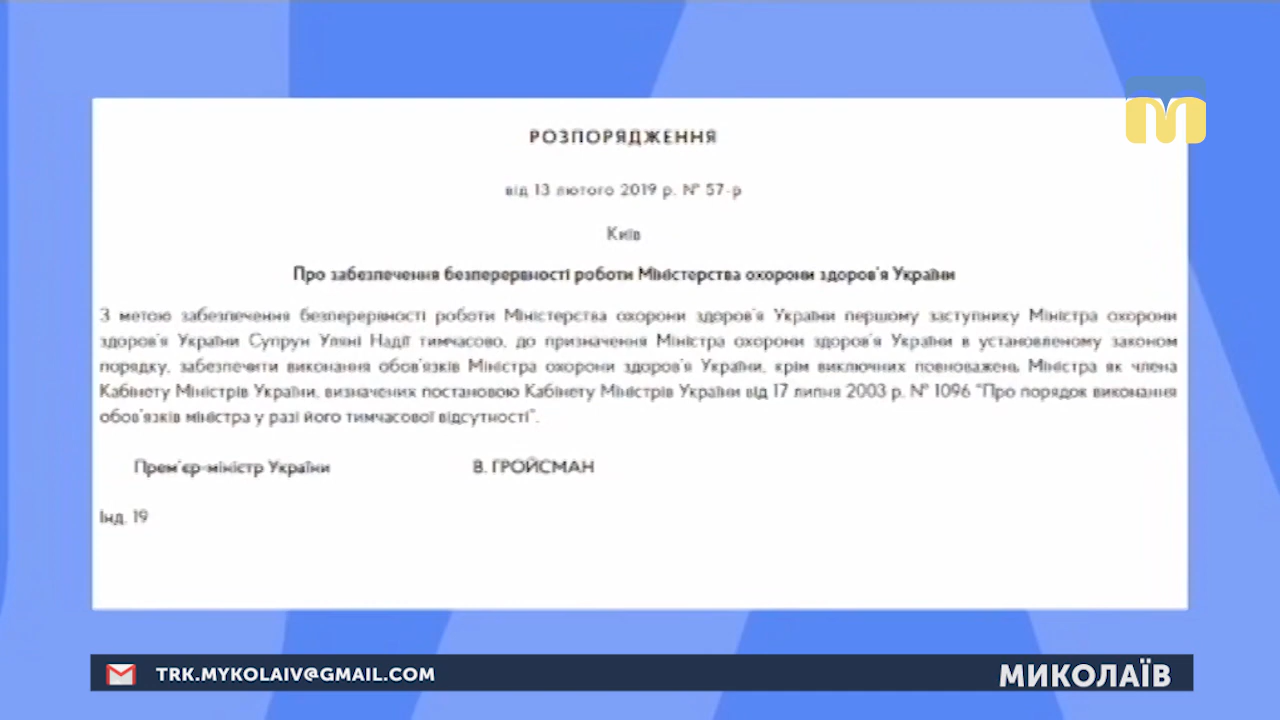 РОЗПОРЯДЖЕННЯ
від 13 лютого 2019 р. № 57-р
Київ
Про забезпечення безперервності роботи Міністерства охорони здоров'я України
З метою забезпечення безперервності роботи Міністерства охорони здоров'я України першому заступнику Міністра охорони
здоров'я України Супрун Уляні Надії тимчасово, до призначення Міністра охорони здоров'я України в установленому законом
порядку, забезпечити виконання обов'язків Міністра охорони здоров'я України, крім виключних повноважень Міністра як члена
Кабінету Міністрів України, визначених постановою Кабінету Міністрів України від 17 липня 2003 р. № 1096 "Про порядок виконання
обов'язків міністра у разі його тимчасової відсутності".
Прем'єр-міністр України В. ГРОЙСМАН
Інд. 19
TRK.MYKOLAIV@GMAIL.COM МИКОЛАЇВ